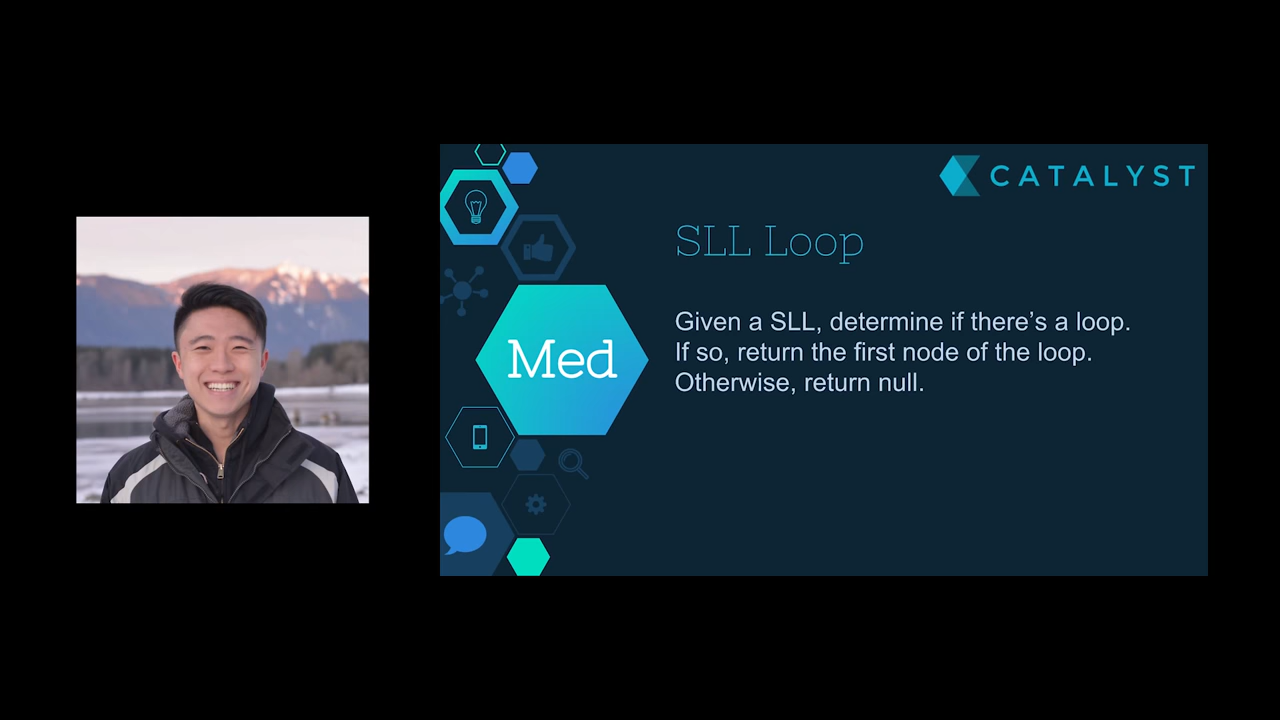 CATALYST
SLL Loop
Given a SLL, determine if there’s a loop.
If so, return the first node of the loop.
Otherwise, return null.
Med